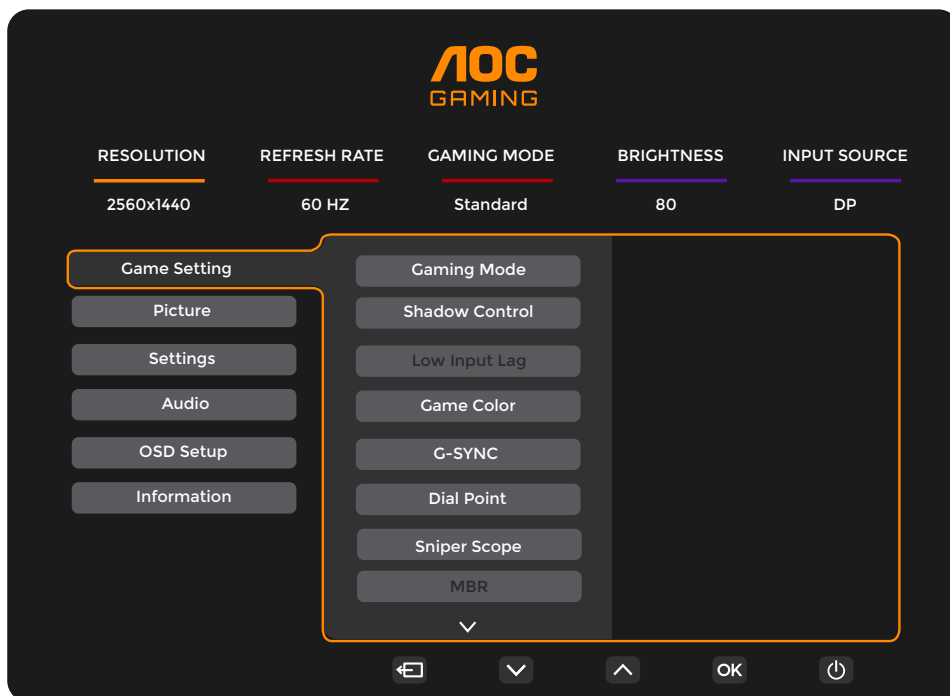 AOC
GAMING
RESOLUTION REFRESH RATE GAMING MODE BRIGHTNESS INPUT SOURCE
2560x1440 60 HZ Standard 80 DP
Game Setting
Picture
Settings
Audio
OSD Setup
Information
Gaming Mode
Shadow Control
Low Input Lag
Game Color
G-SYNC
Dial Point
Sniper Scope
MBR
OK